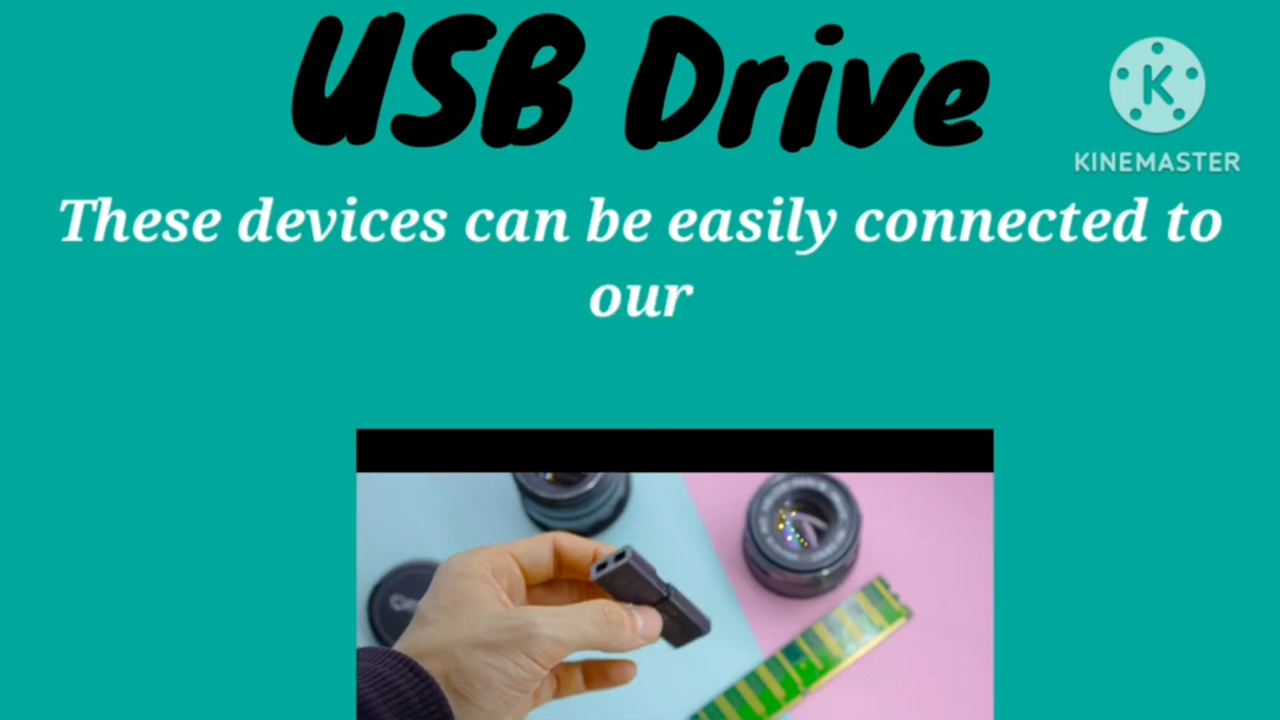 USB Drive
K
KINEMASTER
These devices can be easily connected to
our